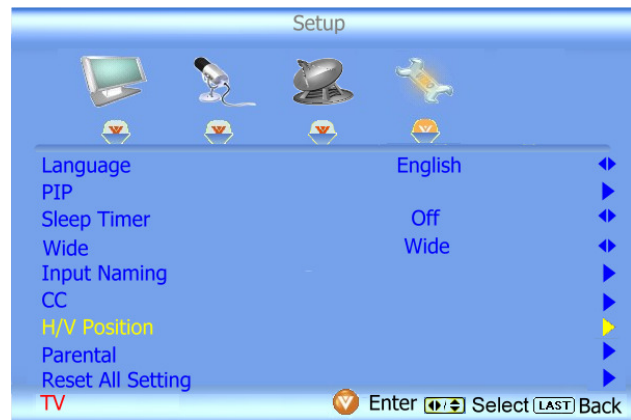 Setup
Language English
PIP
Sleep Timer Off
Wide Wide
Input Naming
CC
H/V Position
Parental
Reset All Setting
TV Enter Select LAST Back